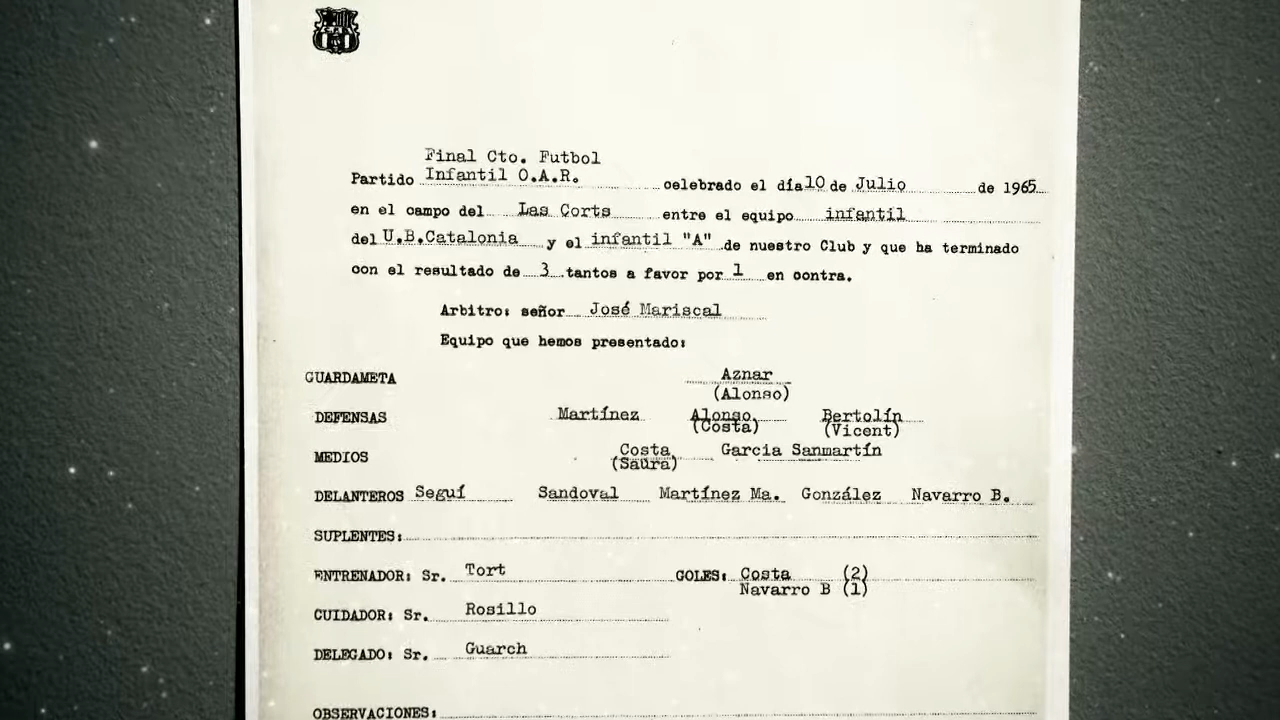 Final Cto. Futbol
Partido Infantil O.A.R. celebrado el día 10 de Julio de 1965
en el campo del Las Corts entre el equipo infantil
del U.B.Catalonia y el infantil "A" de nuestro Club y que ha terminado
con el resultado de 3 tantos a favor por 1 en contra.
Arbitro: señor José Mariscal
Equipo que hemos presentado:
GUARDAMETA Aznar
(Alonso)
DEFENSAS Martínez Alonso Bertolín
(Costa) (Vicent)
MEDIOS Costa Garcia Sanmartín
(Saura)
DELANTEROS Seguí Sandoval Martínez Ma. González Navarro B.
SUPLENTES:
ENTRENADOR: Sr. Tort GOLES: Costa (2)
Navarro B (1)
CUIDADOR: Sr. Rosillo
DELEGADO: Sr. Guarch
OBSERVACIONES: